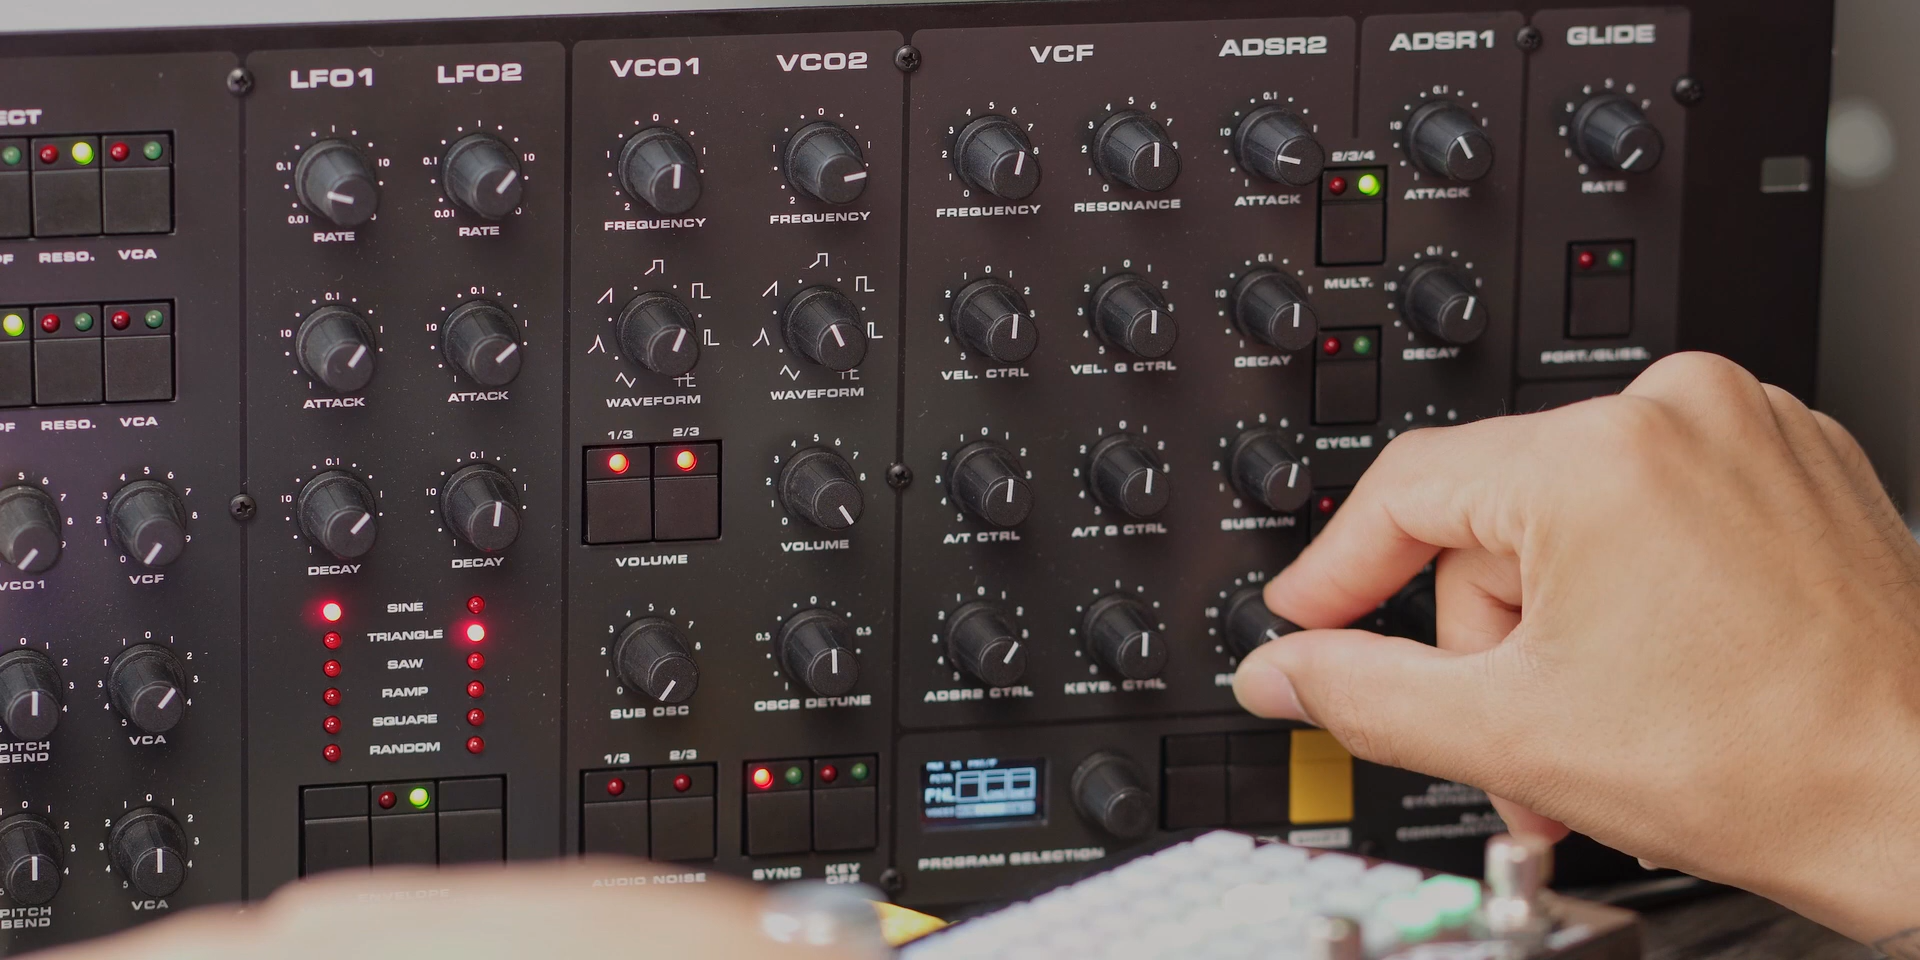 ECT
LFO1 LFO2 VCO1 VCO2 VCF ADSR2 ADSR1 GLIDE
RESO. VCA
RATE RATE FREQUENCY FREQUENCY FREQUENCY RESONANCE ATTACK ATTACK RATE
2/3/4
MULT.
RESO. VCA
ATTACK ATTACK WAVEFORM WAVEFORM VEL. CTRL VEL. Q CTRL DECAY DECAY PORT./GLISS.
1/3 2/3
CYCLE
VCO1 VCF
DECAY DECAY VOLUME VOLUME A/T CTRL A/T Q CTRL SUSTAIN
SINE
TRIANGLE
SAW
RAMP
SQUARE
RANDOM
PITCH
BEND
VCA
SUB OSC OSC2 DETUNE ADSR2 CTRL KEYB. CTRL
1/3 2/3
PITCH
BEND
VCA
ENVELOPE AUDIO NOISE SYNC KEY
OFF
PROGRAM SELECTION